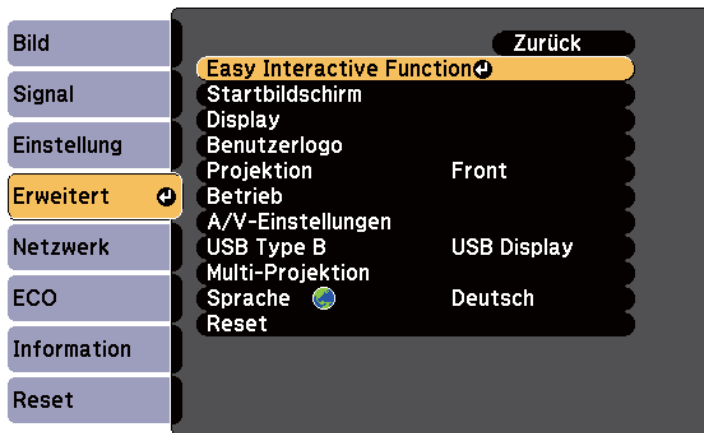 Bild
Signal
Einstellung
Erweitert
Netzwerk
ECO
Information
Reset
Zurück
Easy Interactive Function
Startbildschirm
Display
Benutzerlogo
Projektion Front
Betrieb
A/V-Einstellungen
USB Type B USB Display
Multi-Projektion
Sprache Deutsch
Reset